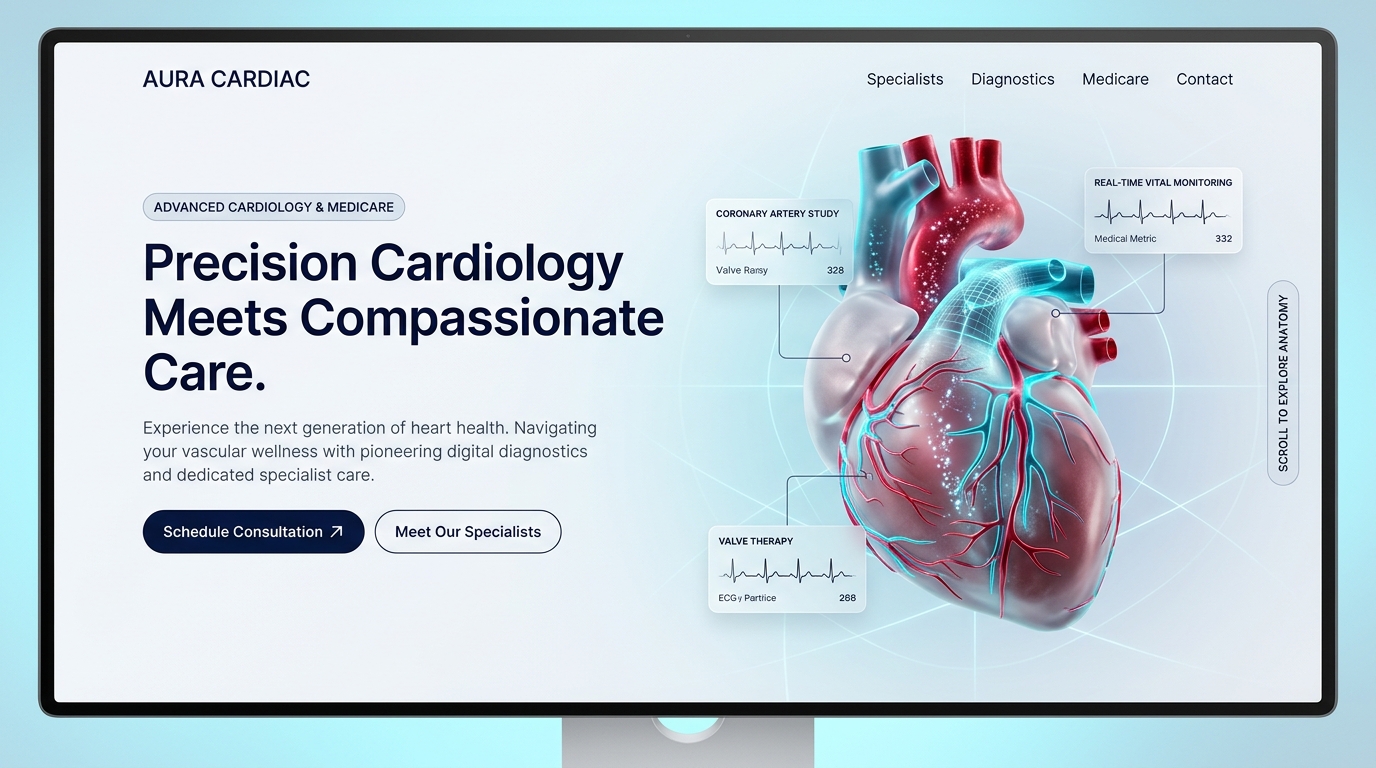 AURA CARDIAC
Specialists Diagnostics Medicare Contact
ADVANCED CARDIOLOGY & MEDICARE
Precision Cardiology
Meets Compassionate
Care.
Experience the next generation of heart health. Navigating
your vascular wellness with pioneering digital diagnostics
and dedicated specialist care.
Schedule Consultation
Meet Our Specialists
CORONARY ARTERY STUDY
Valve Rarsy 328
REAL-TIME VITAL MONITORING
Medical Metric 332
VALVE THERAPY
ECGy Partice 268
SCROLL TO EXPLORE ANATOMY